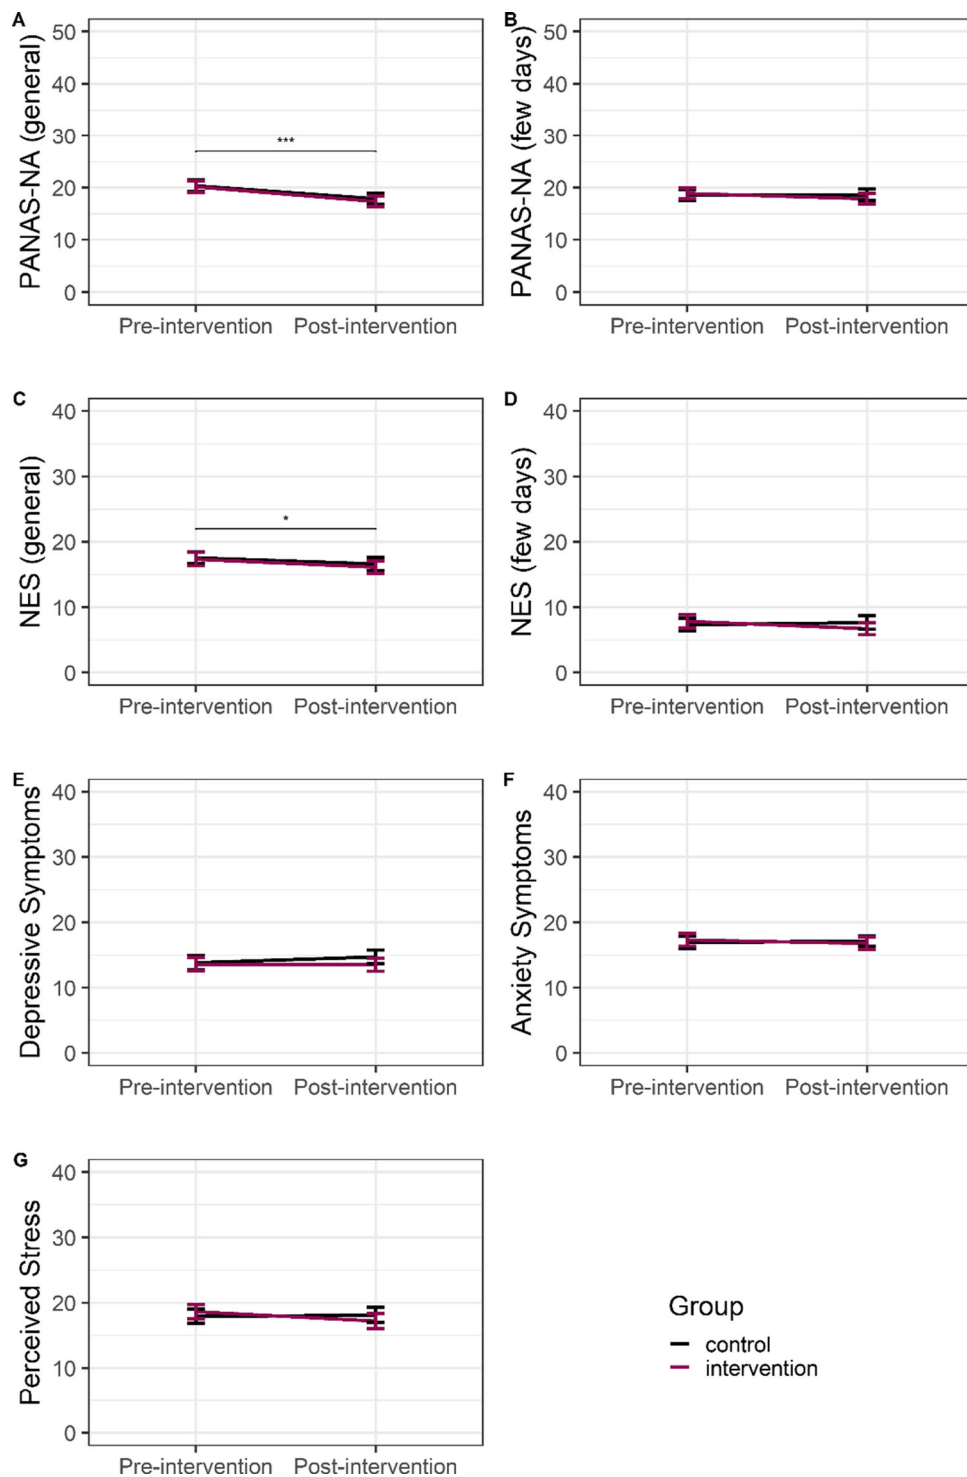 A
PANAS-NA (general)
50
40
30
20
10
0
***
Pre-intervention Post-intervention
B
PANAS-NA (few days)
50
40
30
20
10
0
Pre-intervention Post-intervention
C
NES (general)
40
30
20
10
0
*
Pre-intervention Post-intervention
D
NES (few days)
40
30
20
10
0
Pre-intervention Post-intervention
E
Depressive Symptoms
40
30
20
10
0
Pre-intervention Post-intervention
F
Anxiety Symptoms
40
30
20
10
0
Pre-intervention Post-intervention
G
Perceived Stress
40
30
20
10
0
Pre-intervention Post-intervention
Group
control
intervention